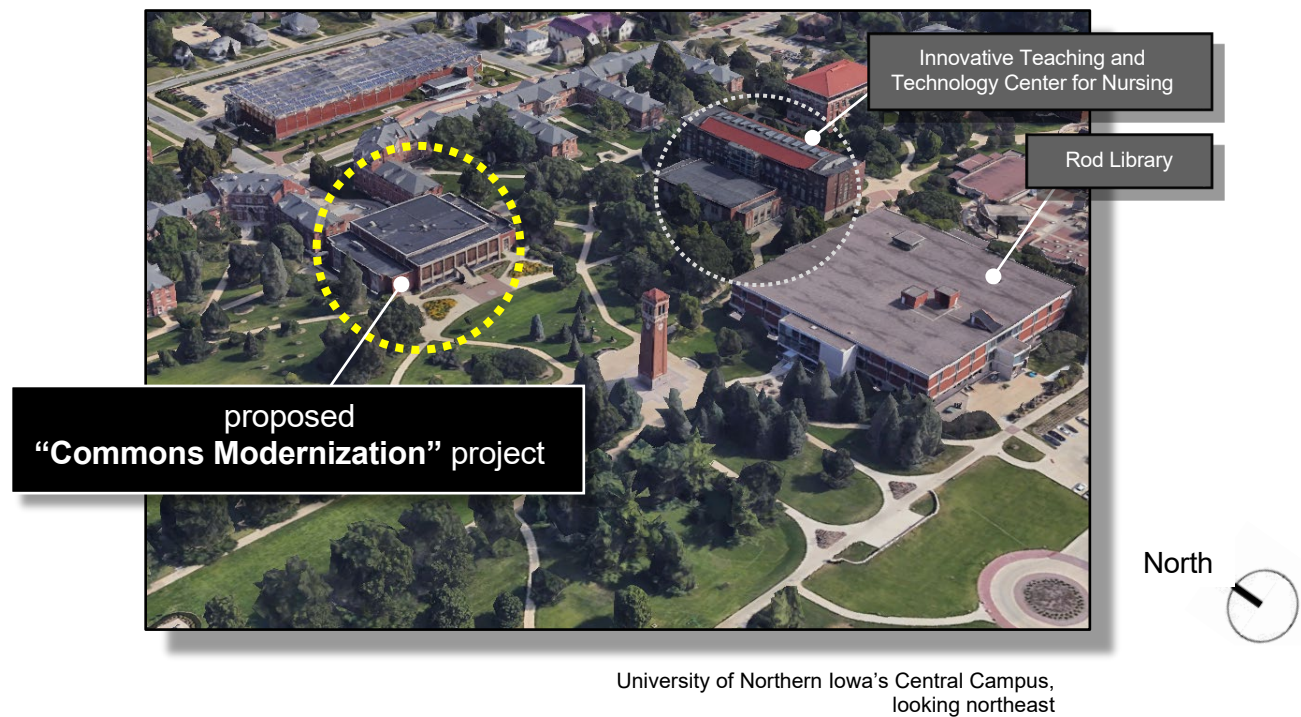 Innovative Teaching and
Technology Center for Nursing
Rod Library
proposed
“Commons Modernization” project
North
University of Northern Iowa’s Central Campus,
looking northeast